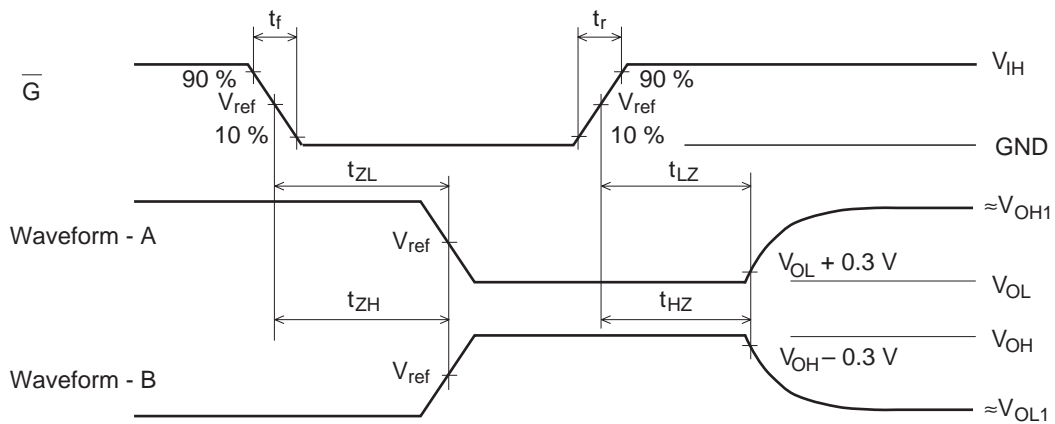 tf
tr
G
90 %
Vref
10 %
90 %
Vref
10 %
VIH
GND
tZL
tLZ
Waveform - A
Vref
VOL + 0.3 V
≈VOH1
VOL
tZH
tHZ
Waveform - B
Vref
VOH – 0.3 V
VOH
≈VOL1